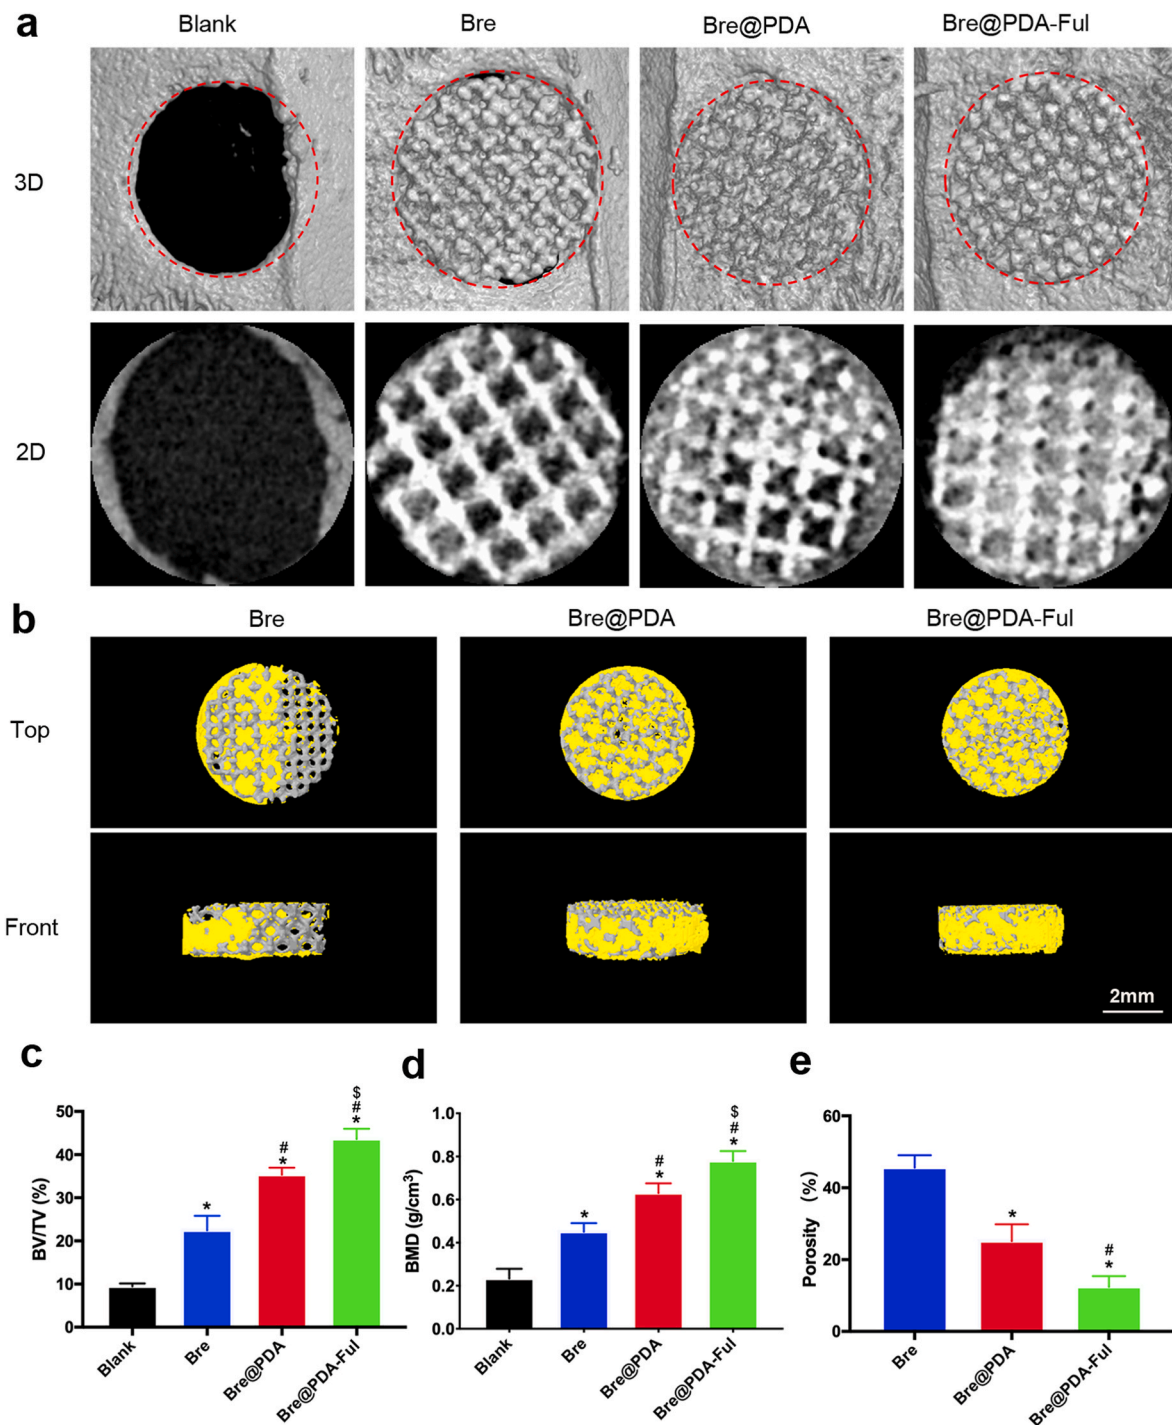 a
Blank Bre Bre@PDA Bre@PDA-Ful
3D
2D
b
Bre Bre@PDA Bre@PDA-Ful
Top
Front
2mm
c
BV/TV (%)
50
40
30
20
10
0
*
#
*
$
#
*
Blank Bre Bre@PDA Bre@PDA-Ful
d
BMD (g/cm³)
1.0
0.8
0.6
0.4
0.2
0.0
*
#
*
$
#
*
Blank Bre Bre@PDA Bre@PDA-Ful
e
Porosity (%)
60
40
20
0
*
#
*
Bre Bre@PDA Bre@PDA-Ful